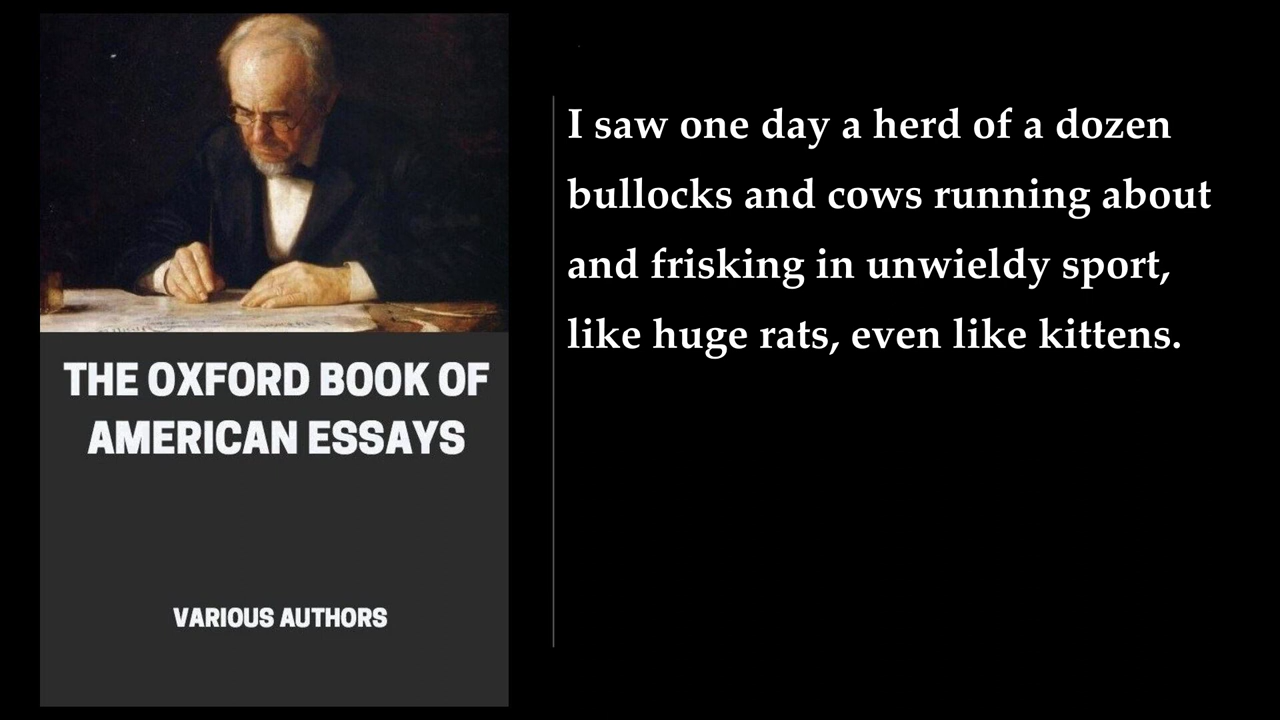 THE OXFORD BOOK OF
AMERICAN ESSAYS
VARIOUS AUTHORS
I saw one day a herd of a dozen
bullocks and cows running about
and frisking in unwieldy sport,
like huge rats, even like kittens.